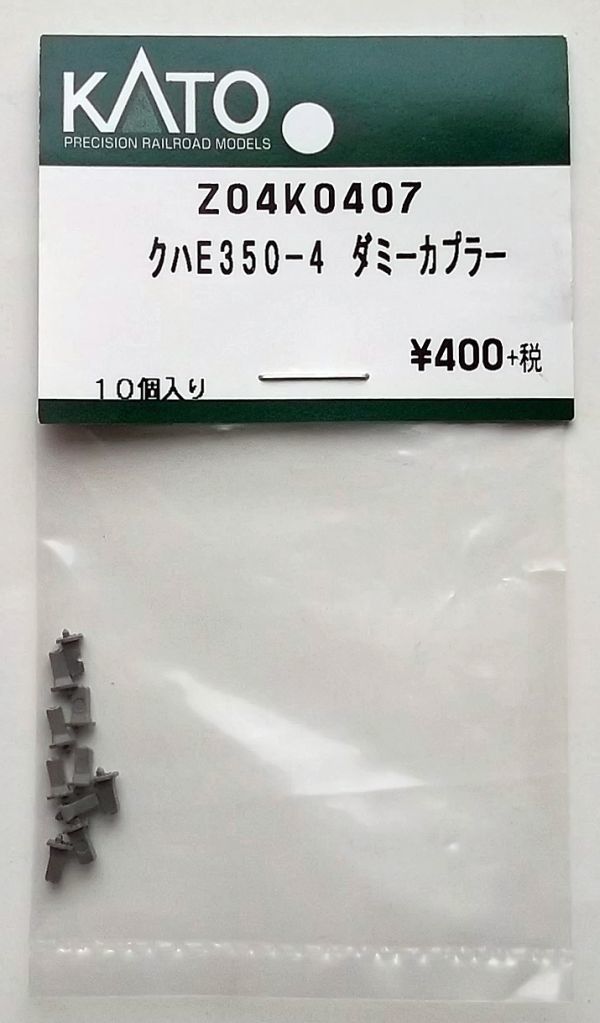 KATO
PRECISION RAILROAD MODELS
Z04K0407
クハE350-4 ダミーカプラー
¥400+税
10個入り